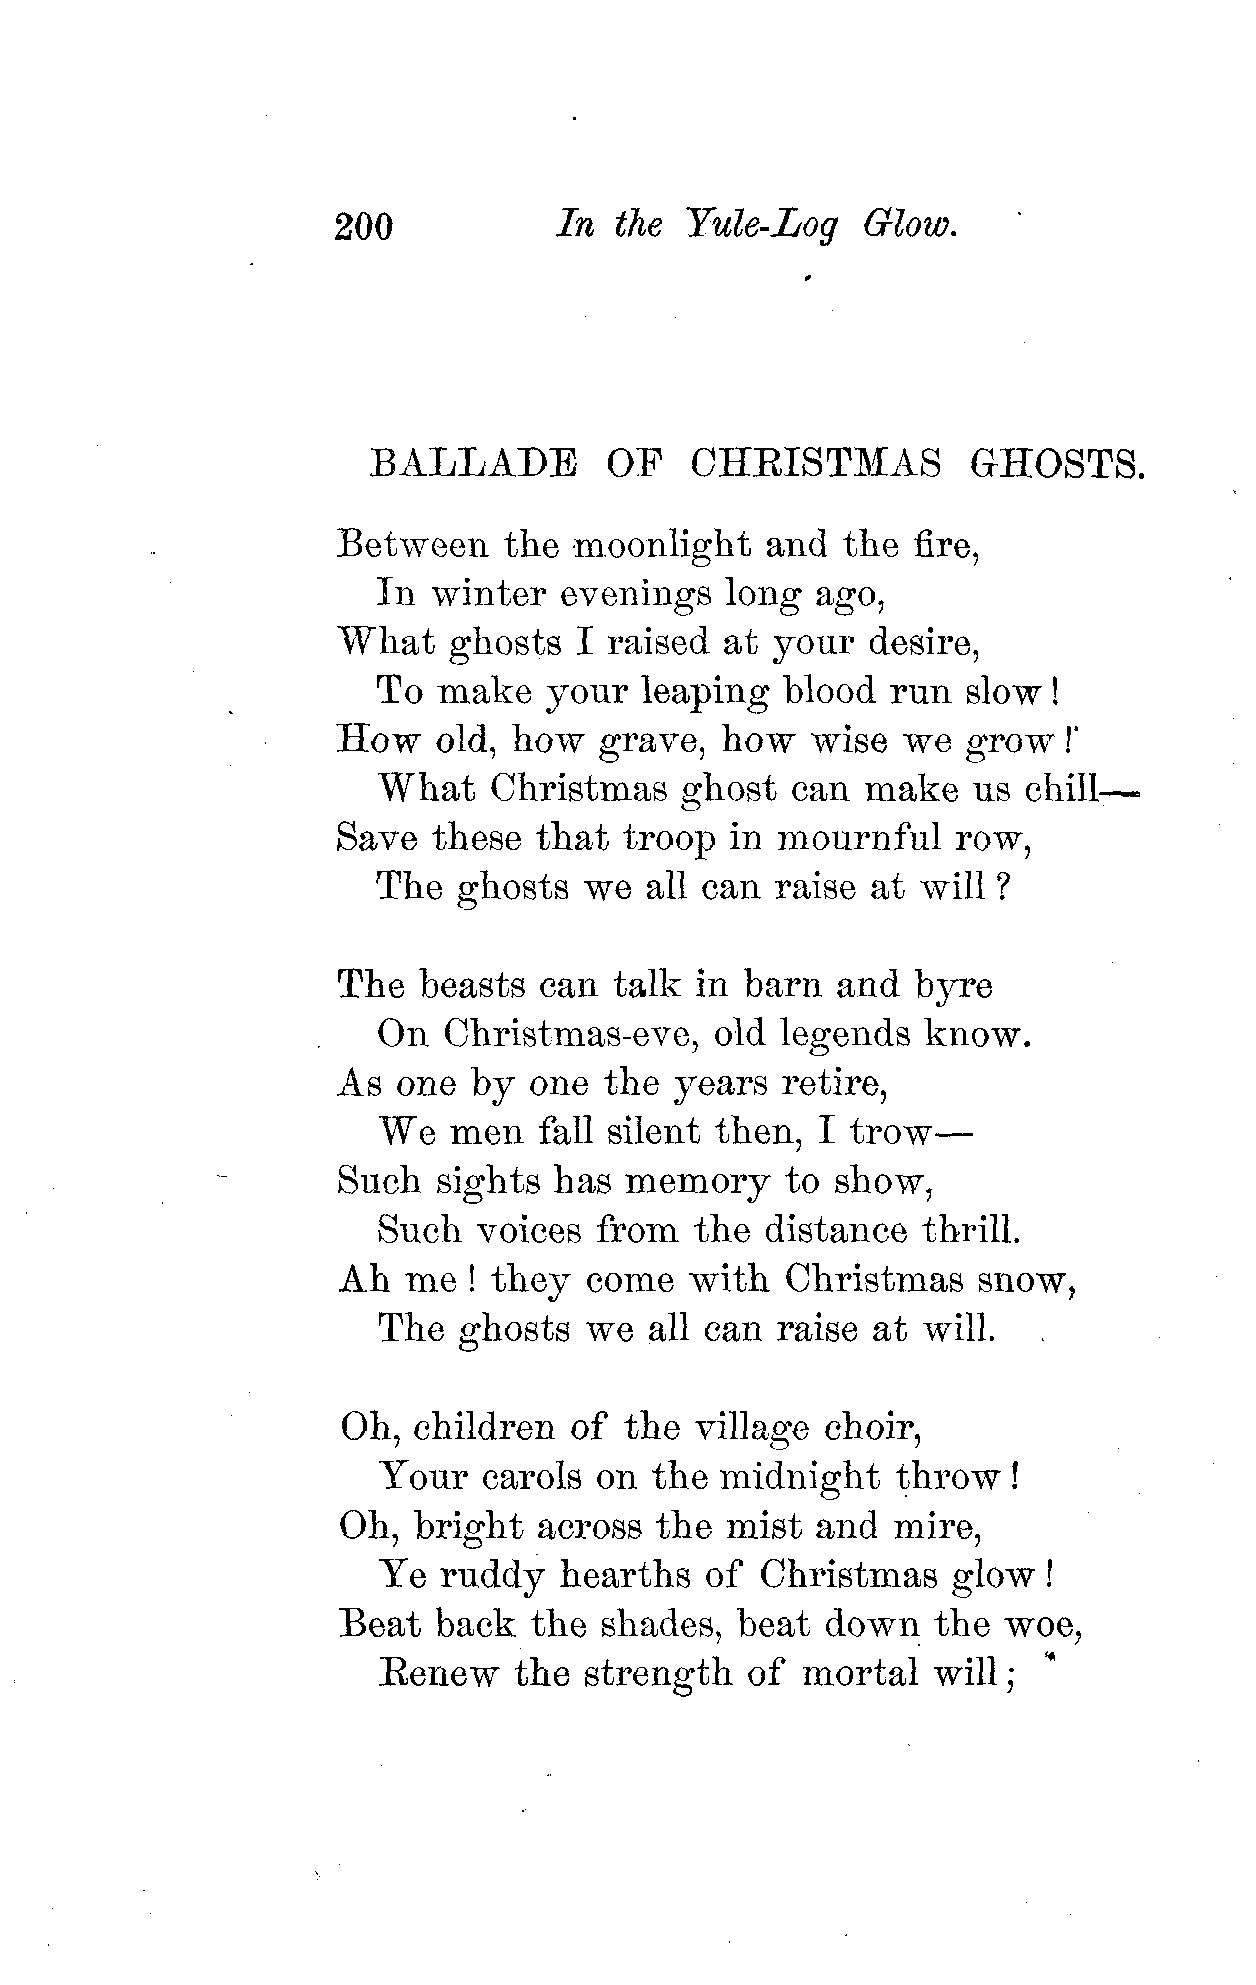 200 In the Yule-Log Glow.
BALLADE OF CHRISTMAS GHOSTS.
Between the moonlight and the fire,
In winter evenings long ago,
What ghosts I raised at your desire,
To make your leaping blood run slow!
How old, how grave, how wise we grow!
What Christmas ghost can make us chill—
Save these that troop in mournful row,
The ghosts we all can raise at will?
The beasts can talk in barn and byre
On Christmas-eve, old legends know.
As one by one the years retire,
We men fall silent then, I trow—
Such sights has memory to show,
Such voices from the distance thrill.
Ah me! they come with Christmas snow,
The ghosts we all can raise at will.
Oh, children of the village choir,
Your carols on the midnight throw!
Oh, bright across the mist and mire,
Ye ruddy hearths of Christmas glow!
Beat back the shades, beat down the woe,
Renew the strength of mortal will;